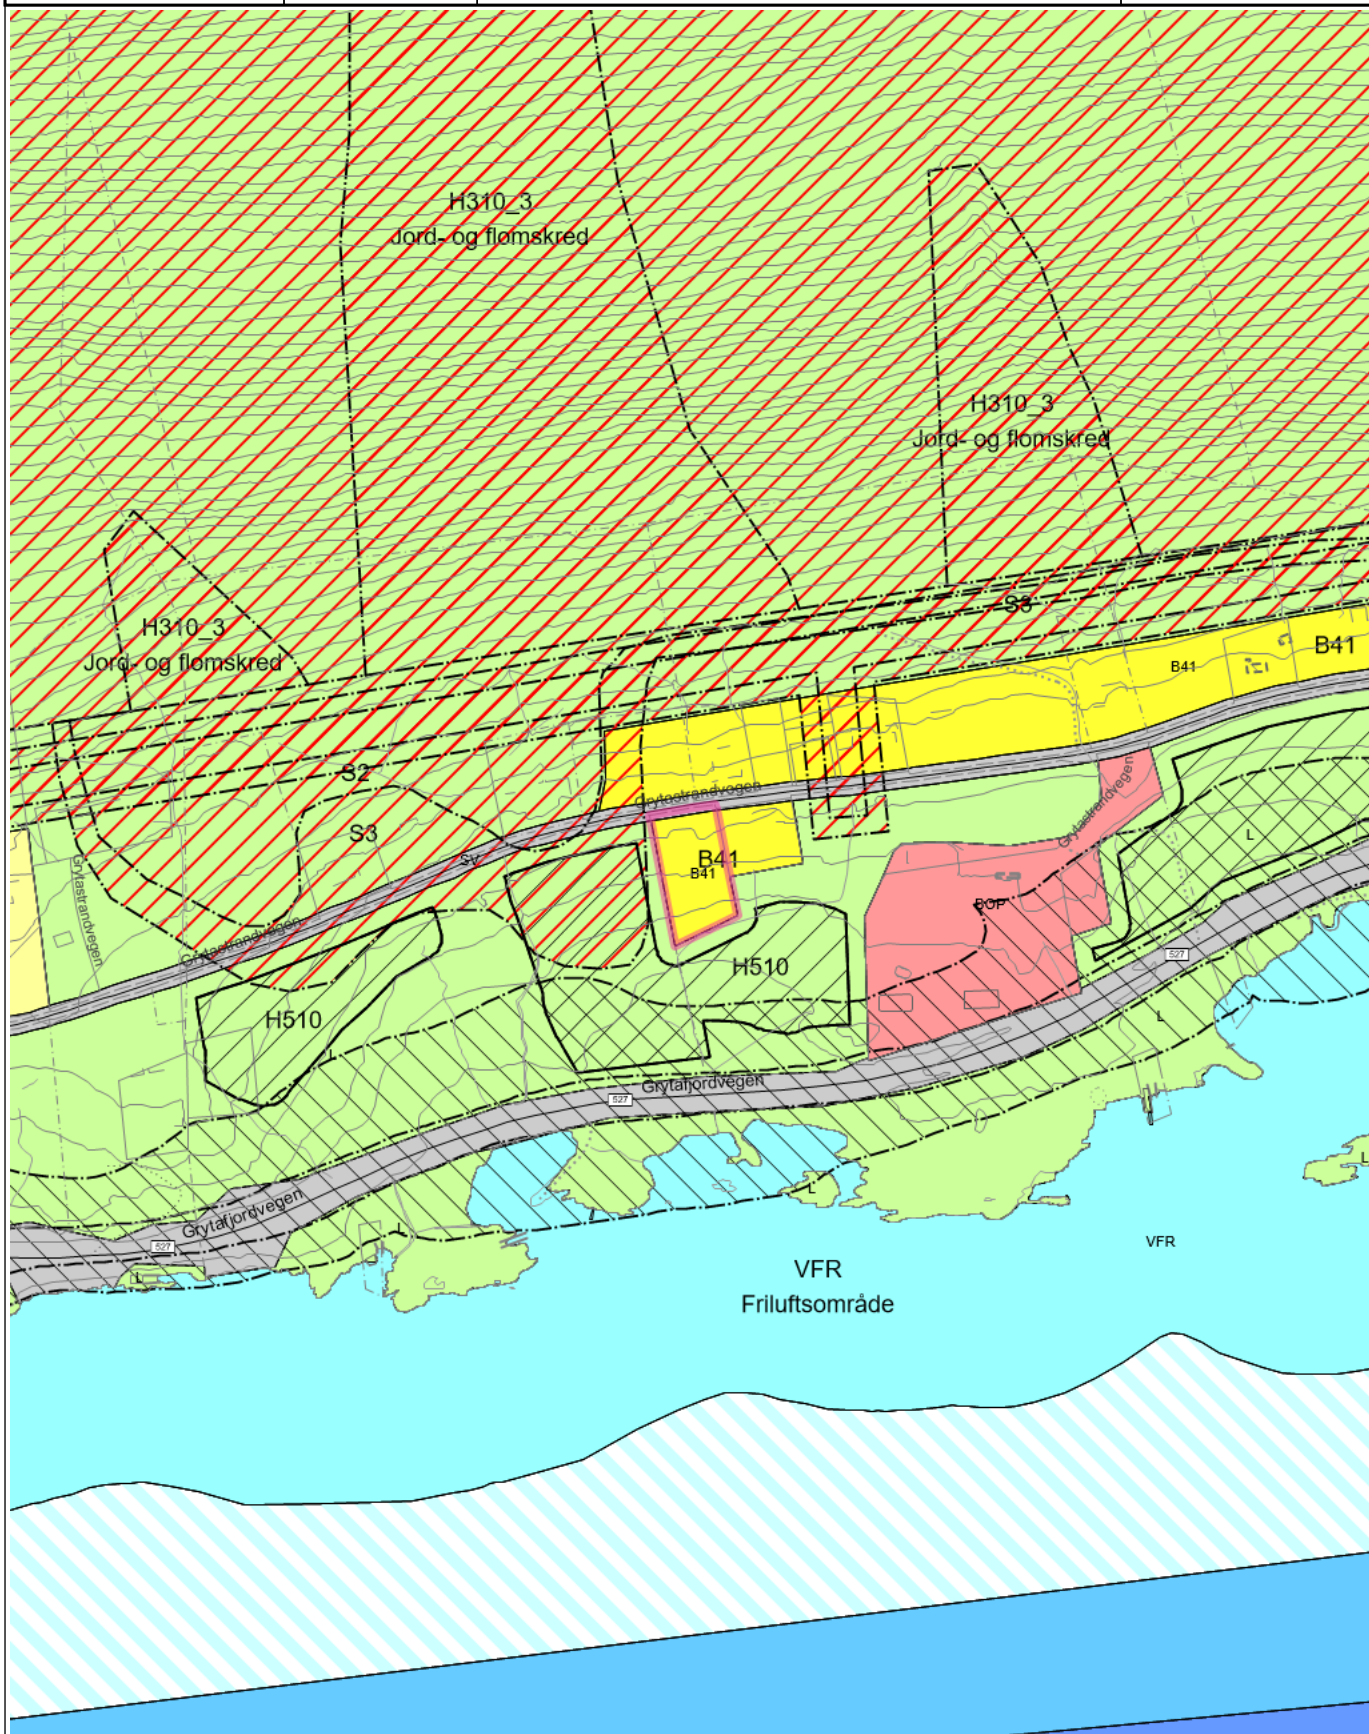 H310_3
Jord- og flomskred
H310_3
Jord- og flomskred
S3
H310_3
Jord- og flomskred
B41
B41
S2
Grytastrandvegen
Grytastrandvegen
S3
L
SV
B41
B41
Grytastrandvegen
BOP
Grytastrandvegen
527
H510
H510
L
L
Grytafjordvegen
527
L
L
Grytafjordvegen
L
527
VFR
L
VFR
Friluftsområde